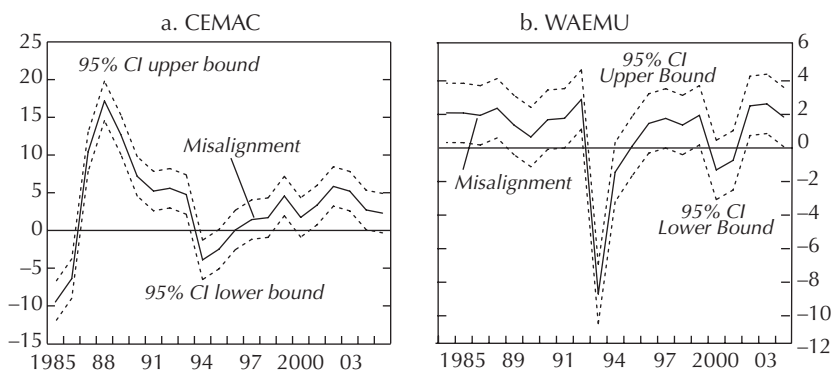 a. CEMAC
25
20
15
10
5
0
–5
–10
–15
95% CI upper bound
Misalignment
95% CI lower bound
1985 88 91 94 97 2000 03
b. WAEMU
6
4
2
0
–2
–4
–6
–8
–10
–12
95% CI
Upper Bound
Misalignment
95% CI
Lower Bound
1985 89 91 94 97 2000 03